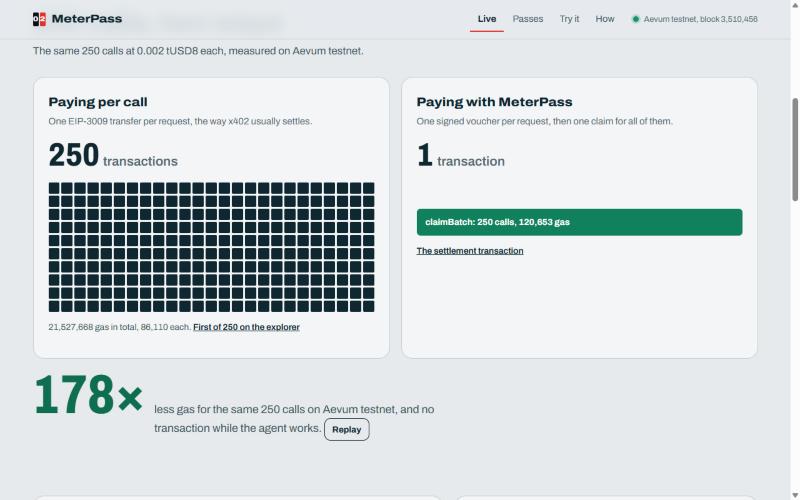 02 MeterPass
Live Passes Try it How Aevum testnet, block 3,510,456
The same 250 calls at 0.002 tUSD8 each, measured on Aevum testnet.
Paying per call
One EIP-3009 transfer per request, the way x402 usually settles.
250 transactions
21,527,668 gas in total, 86,110 each. First of 250 on the explorer
Paying with MeterPass
One signed voucher per request, then one claim for all of them.
1 transaction
claimBatch: 250 calls, 120,653 gas
The settlement transaction
178×
less gas for the same 250 calls on Aevum testnet, and no
transaction while the agent works. Replay